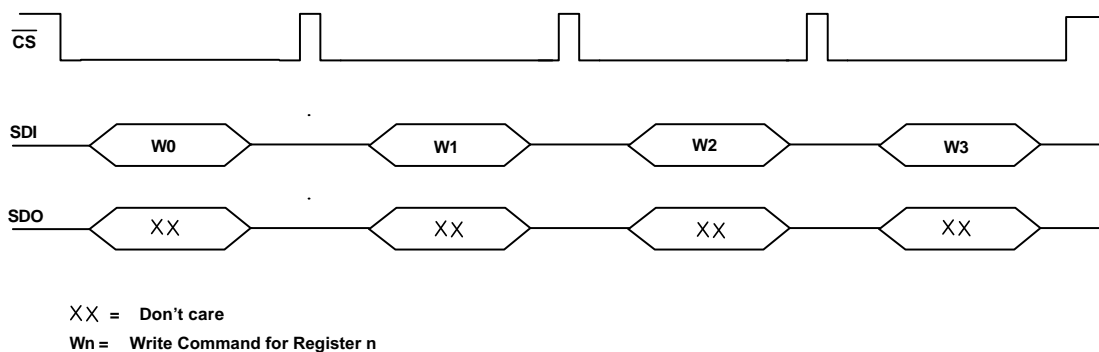 CS
SDI
W0 W1 W2 W3
SDO
XX XX XX XX
XX = Don't care
Wn = Write Command for Register n